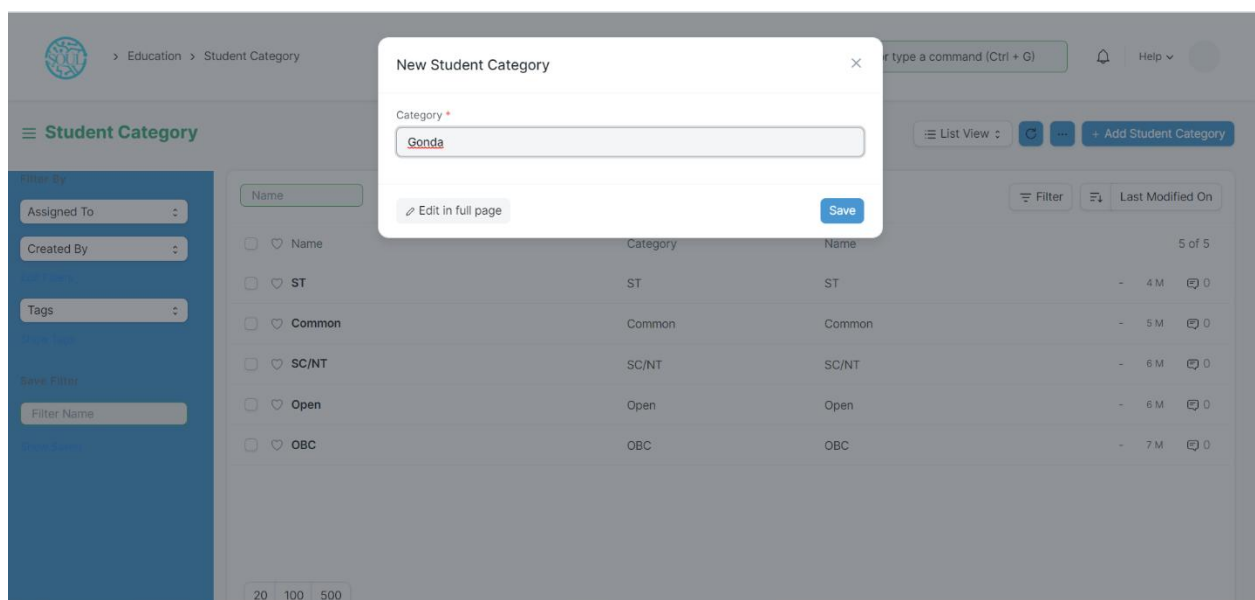 > Education > Student Category
r type a command (Ctrl + G)
Help
New Student Category
Category *
Gonda
Edit in full page
Save
Student Category
List View
...
+ Add Student Category
Filter By
Assigned To
Created By
Tags
Save Filter
Filter Name
Name
Filter
Last Modified On
Name Category Name 5 of 5
ST ST ST - 4 M 0
Common Common Common - 5 M 0
SC/NT SC/NT SC/NT - 6 M 0
Open Open Open - 6 M 0
OBC OBC OBC - 7 M 0
20 100 500